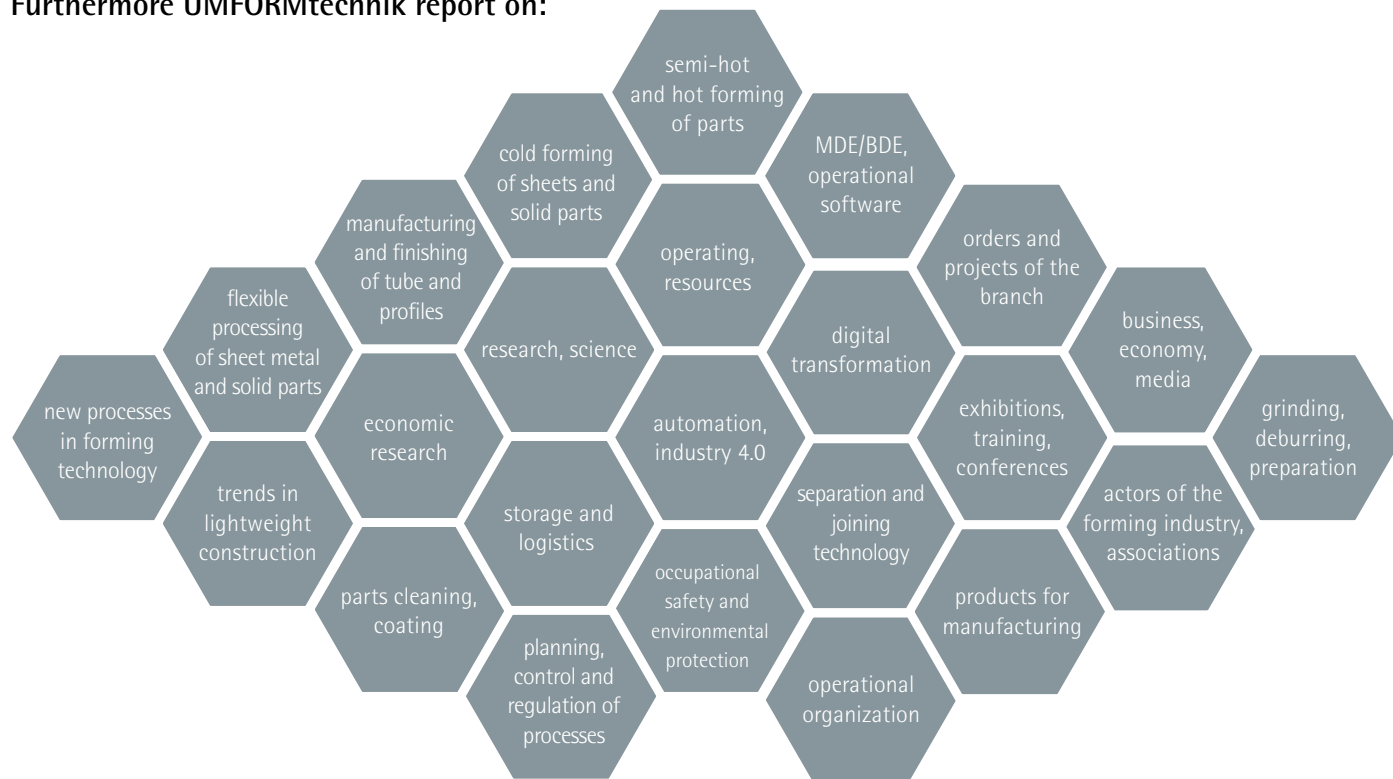 Furthermore UMFORMtechnik report on:
semi-hot
and hot forming
of parts
cold forming
of sheets and
solid parts
MDE/BDE,
operational
software
manufacturing
and finishing
of tube and
profiles
operating,
resources
orders and
projects of the
branch
flexible
processing
of sheet metal
and solid parts
research, science
digital
transformation
business,
economy,
media
new processes
in forming
technology
economic
research
automation,
industry 4.0
exhibitions,
training,
conferences
grinding,
deburring,
preparation
trends in
lightweight
construction
storage and
logistics
separation and
joining
technology
actors of the
forming industry,
associations
parts cleaning,
coating
occupational
safety and
environmental
protection
products for
manufacturing
planning,
control and
regulation of
processes
operational
organization